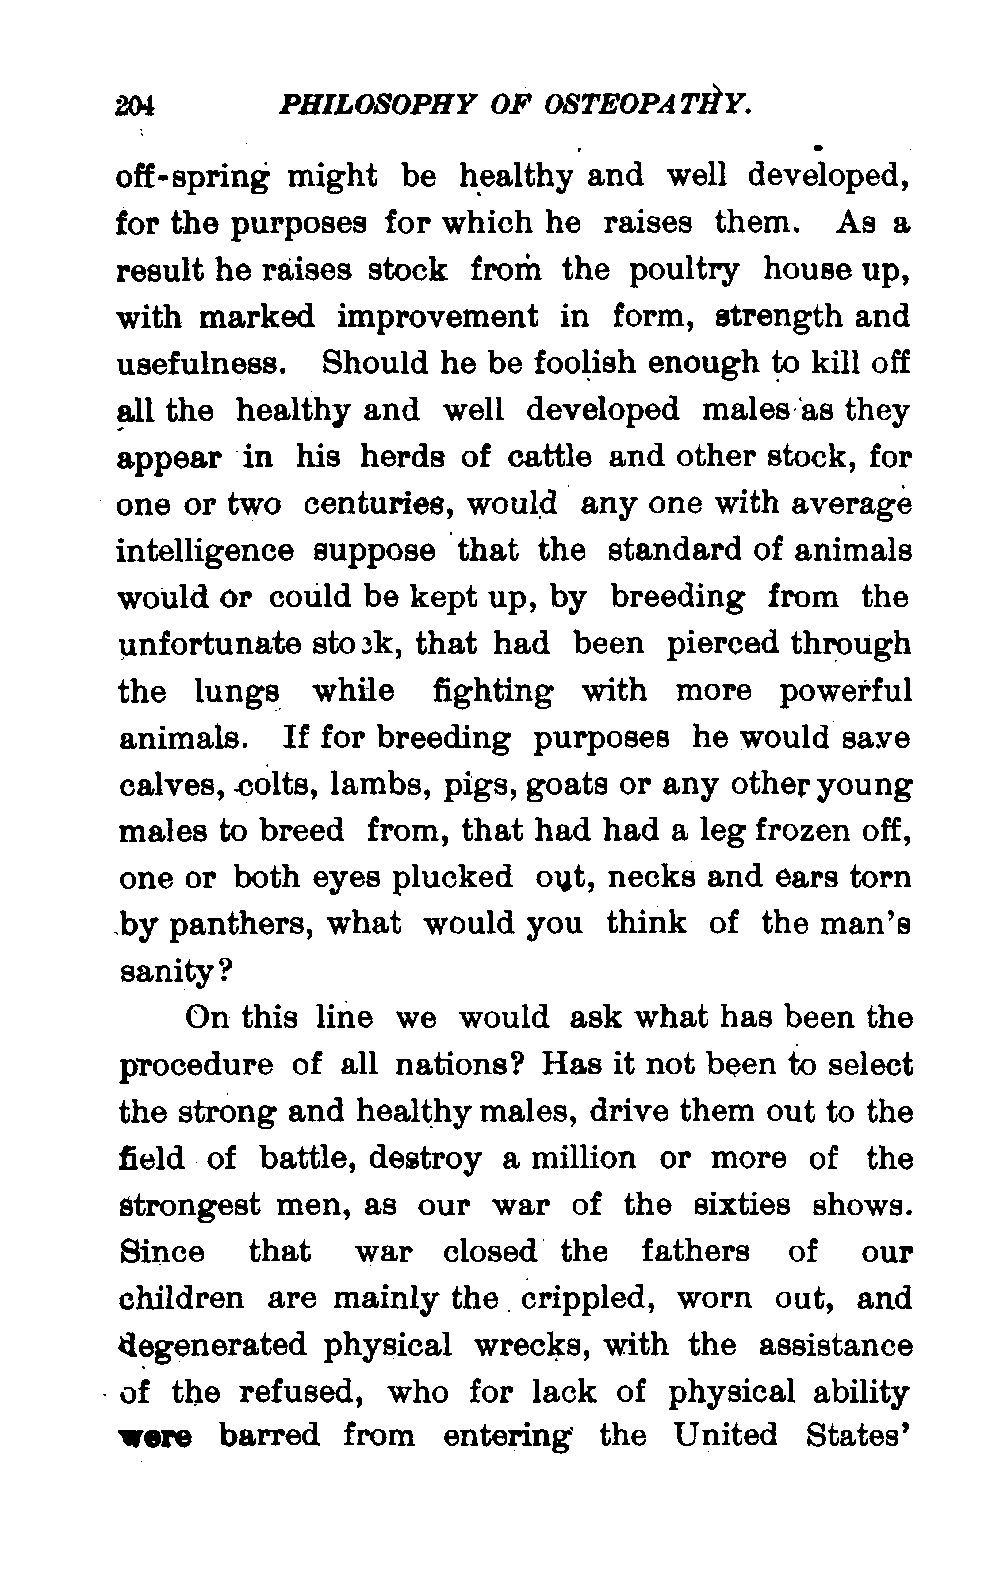 204 PHILOSOPHY OF OSTEOPATHY.
off-spring might be healthy and well developed,
for the purposes for which he raises them. As a
result he raises stock from the poultry house up,
with marked improvement in form, strength and
usefulness. Should he be foolish enough to kill off
all the healthy and well developed males as they
appear in his herds of cattle and other stock, for
one or two centuries, would any one with average
intelligence suppose that the standard of animals
would or could be kept up, by breeding from the
unfortunate stock, that had been pierced through
the lungs while fighting with more powerful
animals. If for breeding purposes he would save
calves, colts, lambs, pigs, goats or any other young
males to breed from, that had had a leg frozen off,
one or both eyes plucked out, necks and ears torn
by panthers, what would you think of the man's
sanity?
On this line we would ask what has been the
procedure of all nations? Has it not been to select
the strong and healthy males, drive them out to the
field of battle, destroy a million or more of the
strongest men, as our war of the sixties shows.
Since that war closed the fathers of our
children are mainly the crippled, worn out, and
degenerated physical wrecks, with the assistance
of the refused, who for lack of physical ability
were barred from entering the United States'